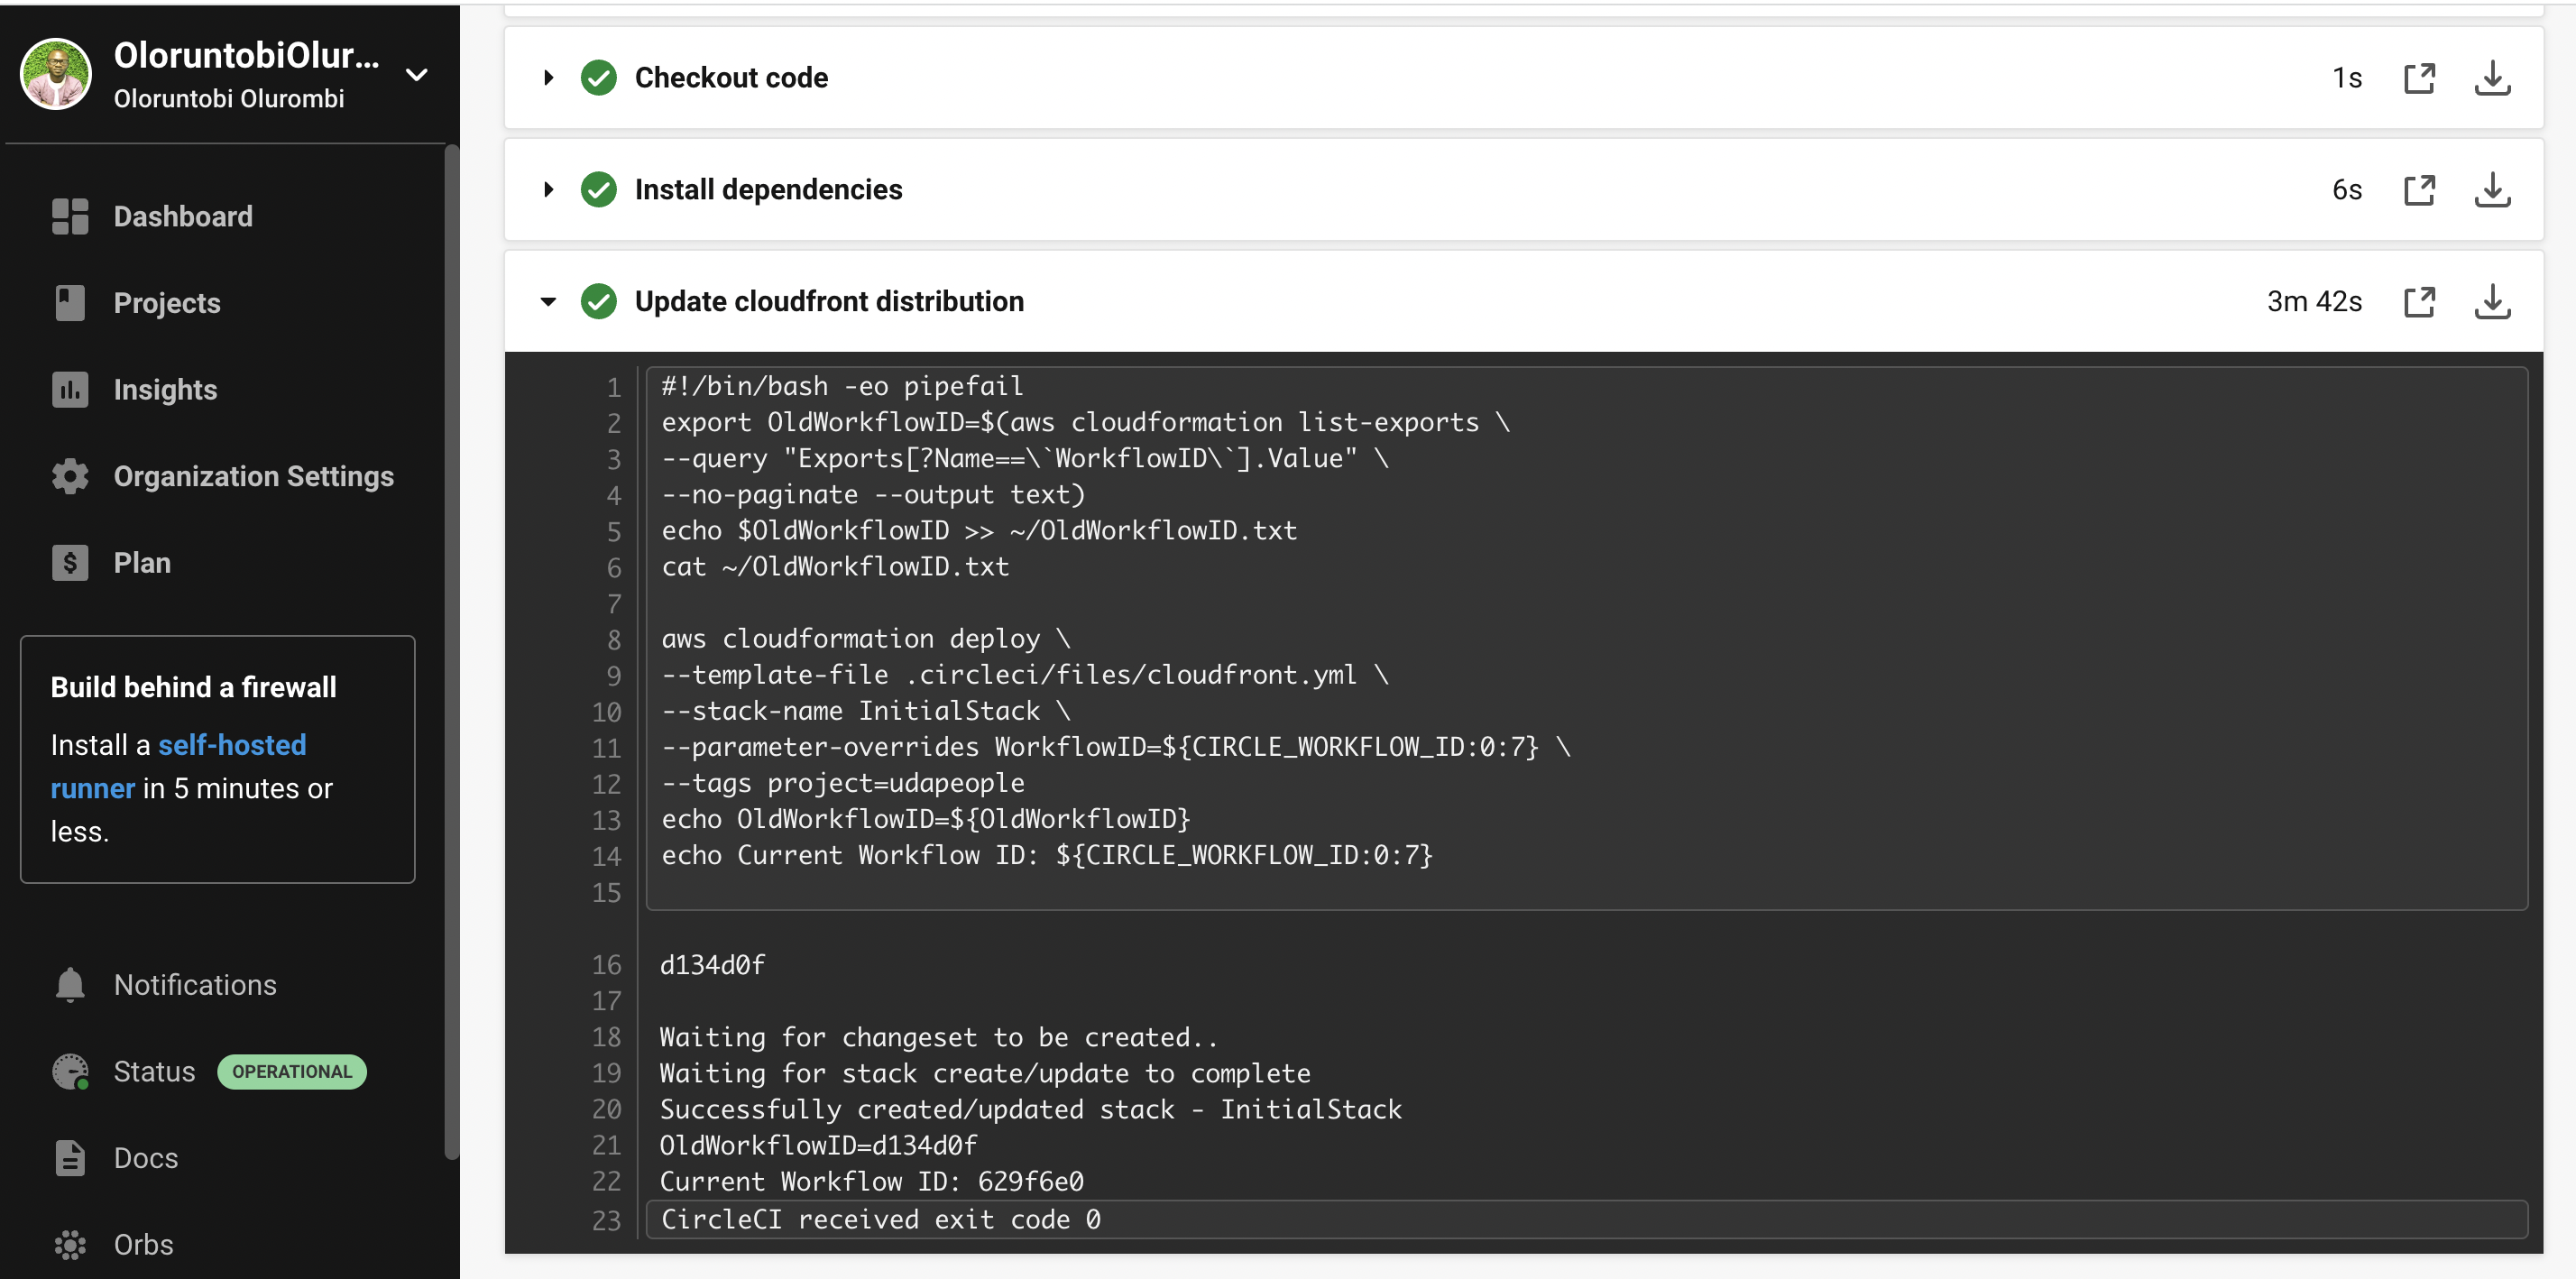 OloruntobiOlur...
Oloruntobi Olurombi
Dashboard
Projects
Insights
Organization Settings
Plan
Build behind a firewall
Install a self-hosted
runner in 5 minutes or
less.
Notifications
Status OPERATIONAL
Docs
Orbs
Checkout code 1s
Install dependencies 6s
Update cloudfront distribution 3m 42s
1 #!/bin/bash -eo pipefail
2 export OldWorkflowID=$(aws cloudformation list-exports \
3 --query "Exports[?Name==\`WorkflowID\`].Value" \
4 --no-paginate --output text)
5 echo $OldWorkflowID >> ~/OldWorkflowID.txt
6 cat ~/OldWorkflowID.txt
7
8 aws cloudformation deploy \
9 --template-file .circleci/files/cloudfront.yml \
10 --stack-name InitialStack \
11 --parameter-overrides WorkflowID=${CIRCLE_WORKFLOW_ID:0:7} \
12 --tags project=udapeople
13 echo OldWorkflowID=${OldWorkflowID}
14 echo Current Workflow ID: ${CIRCLE_WORKFLOW_ID:0:7}
15
16 d134d0f
17
18 Waiting for changeset to be created..
19 Waiting for stack create/update to complete
20 Successfully created/updated stack - InitialStack
21 OldWorkflowID=d134d0f
22 Current Workflow ID: 629f6e0
23 CircleCI received exit code 0